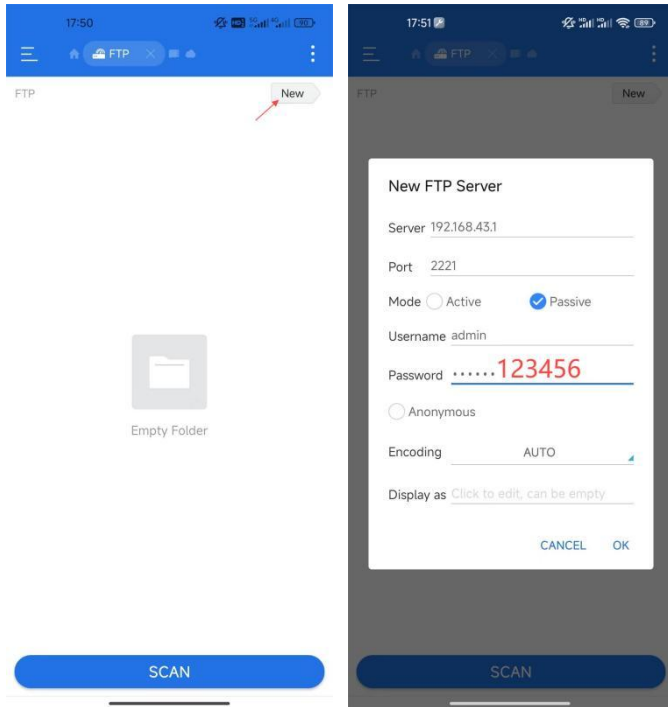 17:50
FTP
FTP
New
Empty Folder
SCAN
17:51
89
FTP
FTP
New
New FTP Server
Server 192.168.43.1
Port 2221
Mode Active Passive
Username admin
Password ......123456
Anonymous
Encoding AUTO
Display as Click to edit, can be empty
CANCEL OK
SCAN